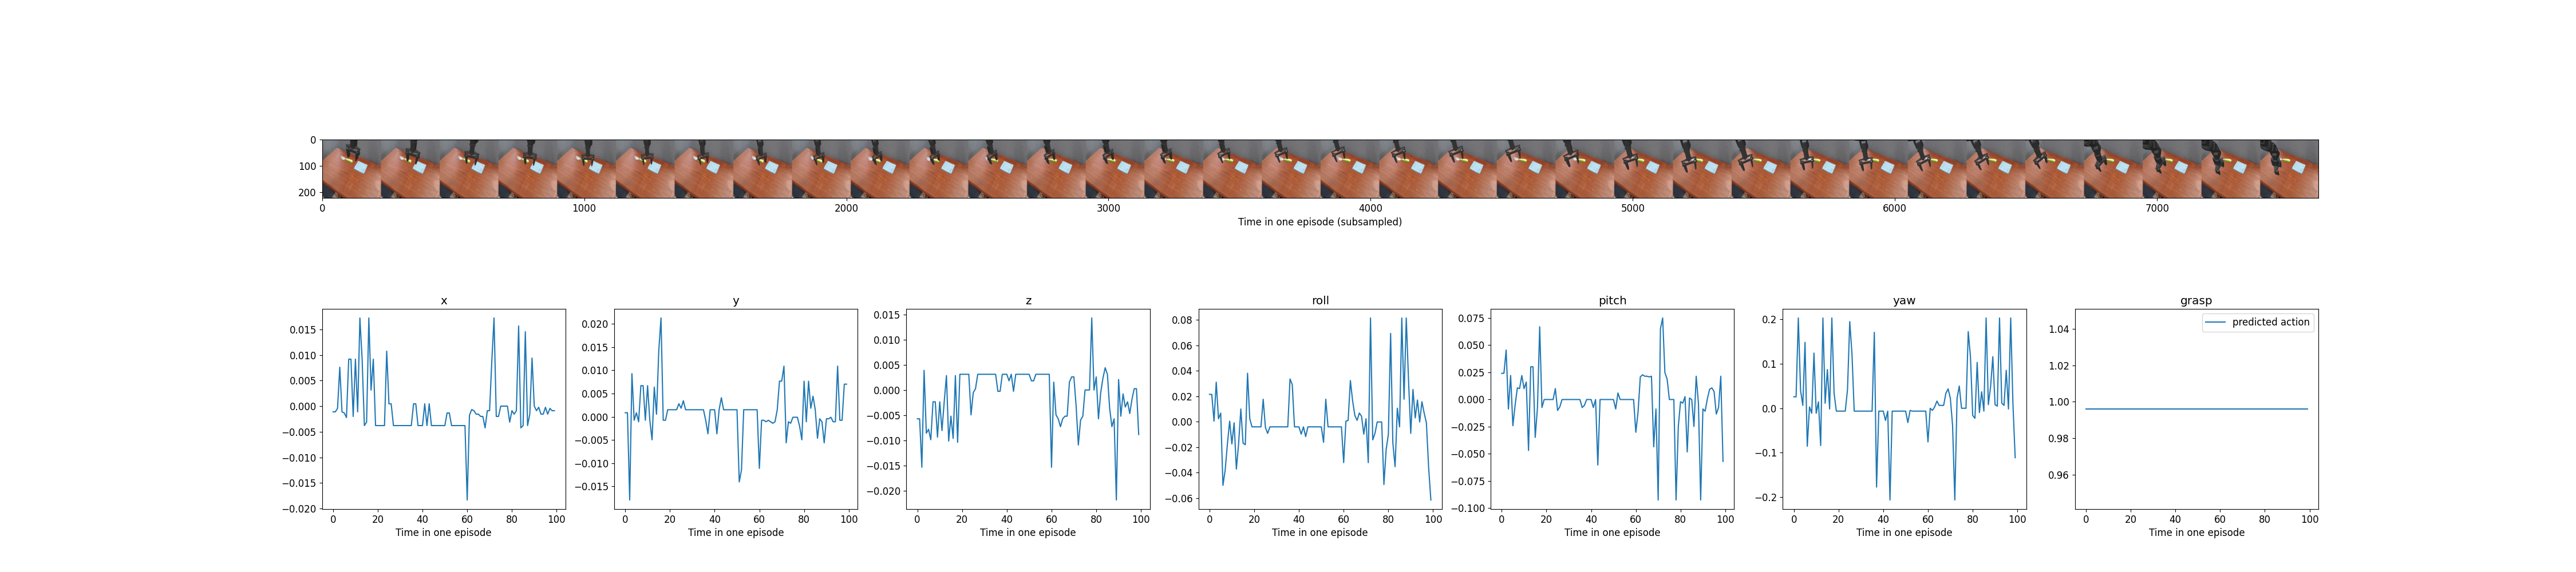 0
100
200
0 1000 2000 3000 4000 5000 6000 7000
Time in one episode (subsampled)
x y z roll pitch yaw grasp
0.015
0.010
0.005
0.000
−0.005
−0.010
−0.015
−0.020
0 20 40 60 80 100
Time in one episode
0.020
0.015
0.010
0.005
0.000
−0.005
−0.010
−0.015
0 20 40 60 80 100
Time in one episode
0.015
0.010
0.005
0.000
−0.005
−0.010
−0.015
−0.020
0 20 40 60 80 100
Time in one episode
0.08
0.06
0.04
0.02
0.00
−0.02
−0.04
−0.06
0 20 40 60 80 100
Time in one episode
0.075
0.050
0.025
0.000
−0.025
−0.050
−0.075
−0.100
0 20 40 60 80 100
Time in one episode
0.2
0.1
0.0
−0.1
−0.2
0 20 40 60 80 100
Time in one episode
predicted action
1.04
1.02
1.00
0.98
0.96
0 20 40 60 80 100
Time in one episode